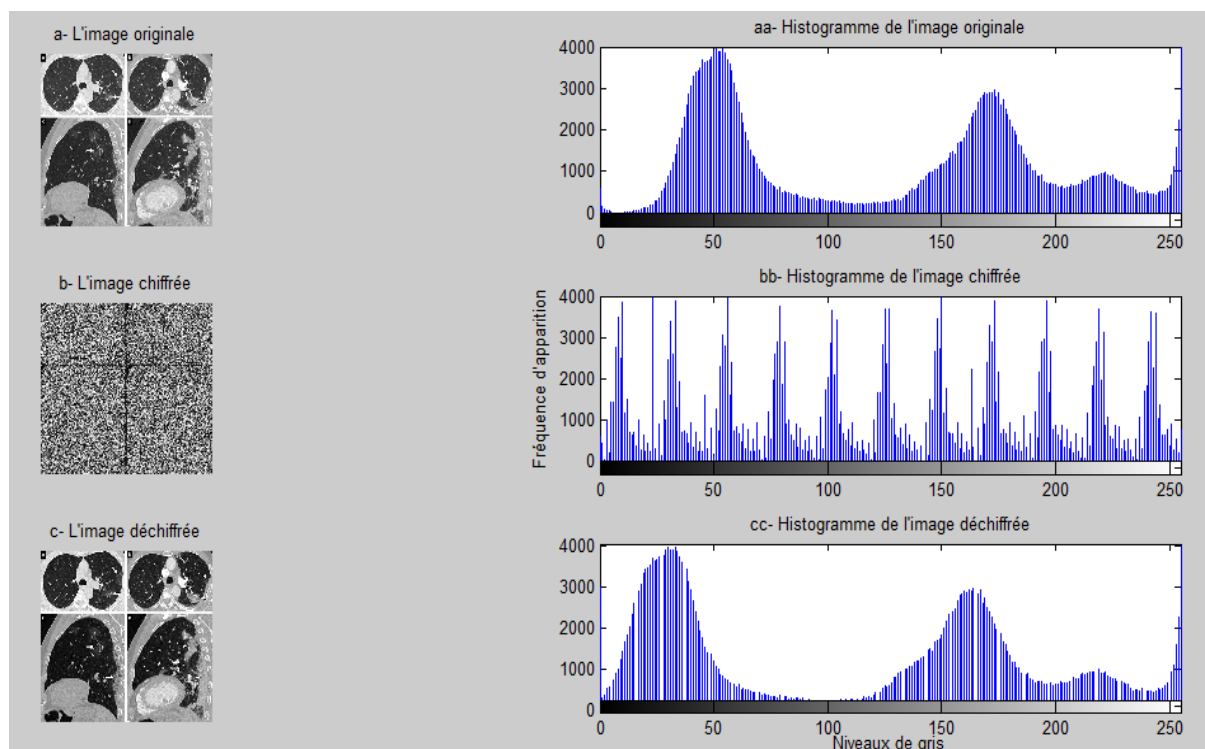 a- L'image originale
aa- Histogramme de l'image originale
4000
3000
2000
1000
0
0 50 100 150 200 250
b- L'image chiffrée
bb- Histogramme de l'image chiffrée
Fréquence d'apparition
4000
3000
2000
1000
0
0 50 100 150 200 250
c- L'image déchiffrée
cc- Histogramme de l'image déchiffrée
4000
3000
2000
1000
0
0 50 100 150 200 250
Niveaux de gris